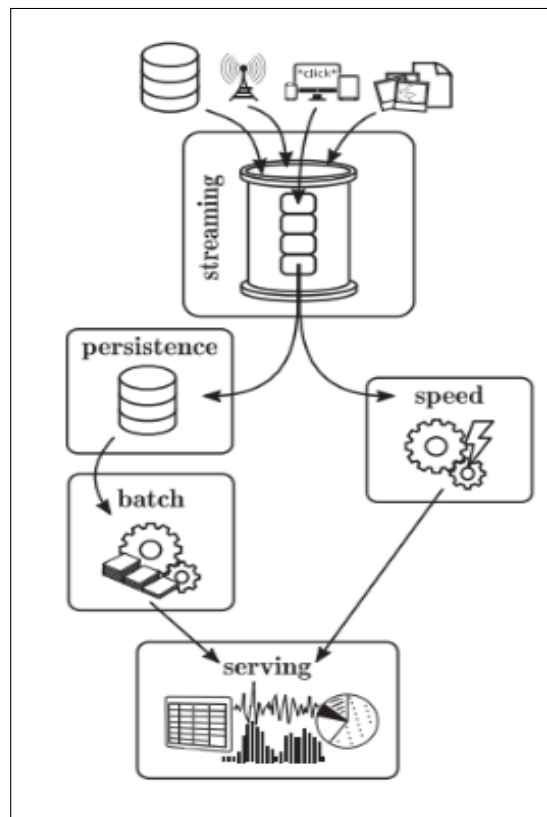 *click*
streaming
persistence
speed
batch
serving